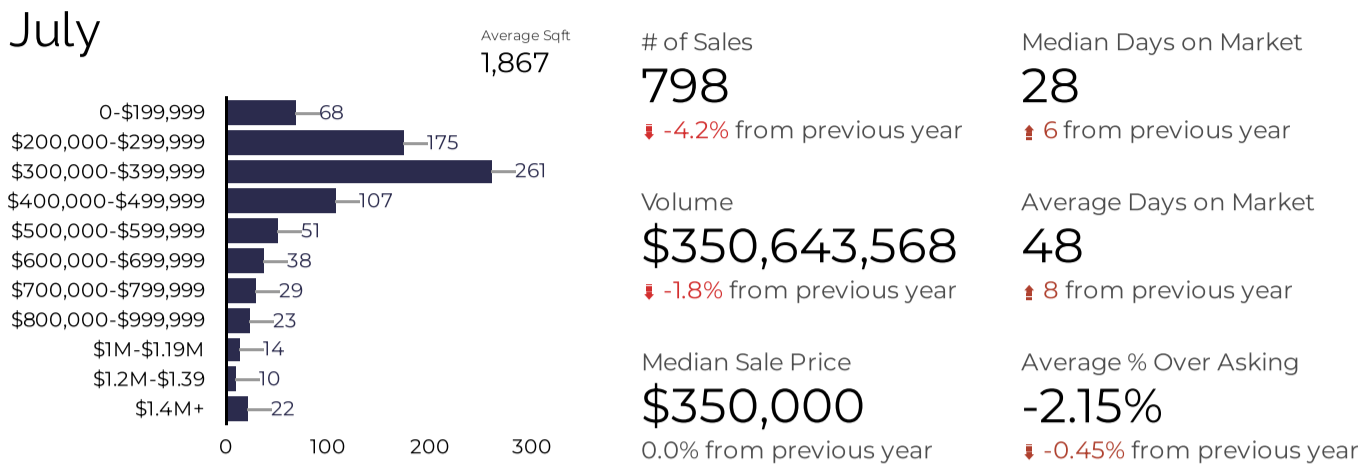 July
Average Sqft
1,867
0-$199,999 68
$200,000-$299,999 175
$300,000-$399,999 261
$400,000-$499,999 107
$500,000-$599,999 51
$600,000-$699,999 38
$700,000-$799,999 29
$800,000-$999,999 23
$1M-$1.19M 14
$1.2M-$1.39 10
$1.4M+ 22
0 100 200 300
# of Sales
798
-4.2% from previous year
Volume
$350,643,568
-1.8% from previous year
Median Sale Price
$350,000
0.0% from previous year
Median Days on Market
28
6 from previous year
Average Days on Market
48
8 from previous year
Average % Over Asking
-2.15%
-0.45% from previous year